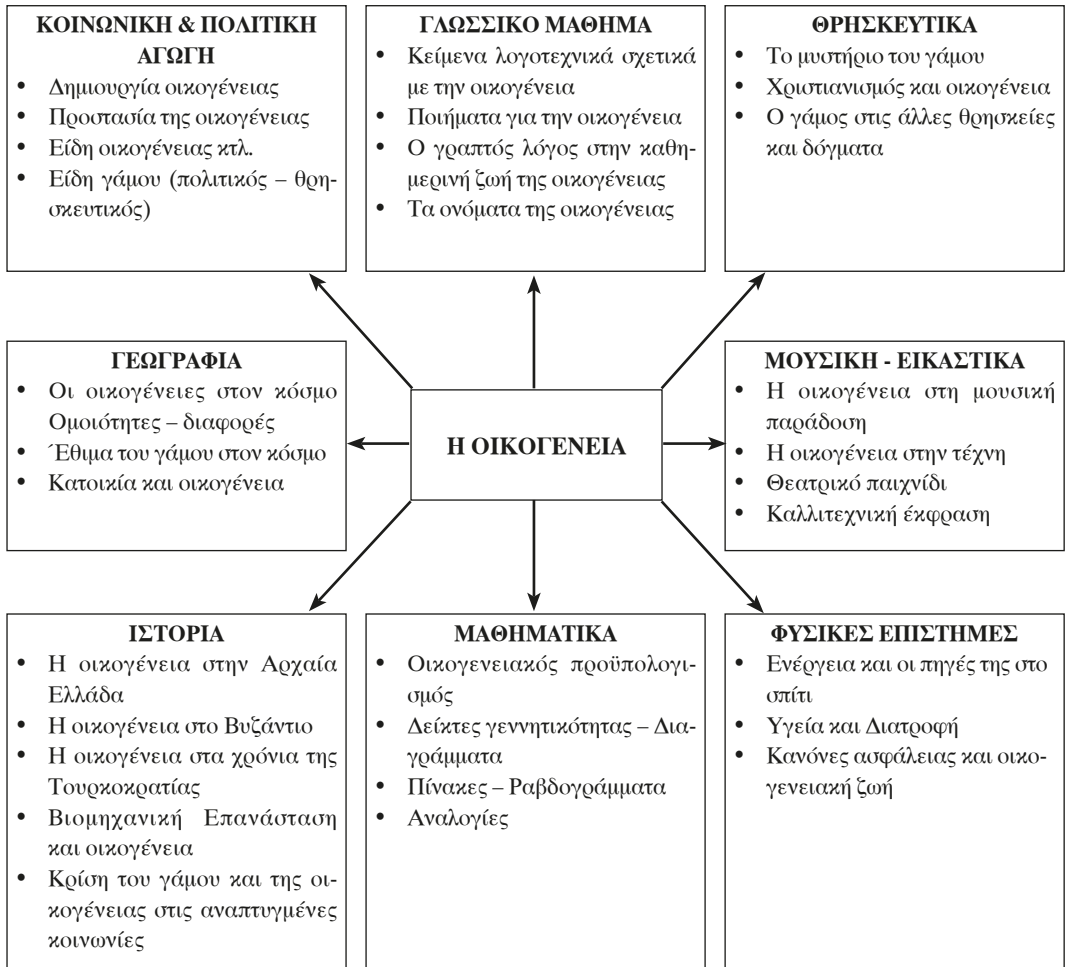 ΚΟΙΝΩΝΙΚΗ & ΠΟΛΙΤΙΚΗ
ΑΓΩΓΗ
• Δημιουργία οικογένειας
• Προστασία της οικογένειας
• Είδη οικογένειας κτλ.
• Είδη γάμου (πολιτικός – θρη-
σκευτικός)
ΓΛΩΣΣΙΚΟ ΜΑΘΗΜΑ
• Κείμενα λογοτεχνικά σχετικά
με την οικογένεια
• Ποιήματα για την οικογένεια
• Ο γραπτός λόγος στην καθη-
μερινή ζωή της οικογένειας
• Τα ονόματα της οικογένειας
ΘΡΗΣΚΕΥΤΙΚΑ
• Το μυστήριο του γάμου
• Χριστιανισμός και οικογένεια
• Ο γάμος στις άλλες θρησκείες
και δόγματα
ΓΕΩΓΡΑΦΙΑ
• Οι οικογένειες στον κόσμο
Ομοιότητες – διαφορές
• Έθιμα του γάμου στον κόσμο
• Κατοικία και οικογένεια
Η ΟΙΚΟΓΕΝΕΙΑ
ΜΟΥΣΙΚΗ - ΕΙΚΑΣΤΙΚΑ
• Η οικογένεια στη μουσική
παράδοση
• Η οικογένεια στην τέχνη
• Θεατρικό παιχνίδι
• Καλλιτεχνική έκφραση
ΙΣΤΟΡΙΑ
• Η οικογένεια στην Αρχαία
Ελλάδα
• Η οικογένεια στο Βυζάντιο
• Η οικογένεια στα χρόνια της
Τουρκοκρατίας
• Βιομηχανική Επανάσταση
και οικογένεια
• Κρίση του γάμου και της οι-
κογένειας στις αναπτυγμένες
κοινωνίες
ΜΑΘΗΜΑΤΙΚΑ
• Οικογενειακός προϋπολογι-
σμός
• Δείκτες γεννητικότητας – Δια-
γράμματα
• Πίνακες – Ραβδογράμματα
• Αναλογίες
ΦΥΣΙΚΕΣ ΕΠΙΣΤΗΜΕΣ
• Ενέργεια και οι πηγές της στο
σπίτι
• Υγεία και Διατροφή
• Κανόνες ασφάλειας και οικο-
γενειακή ζωή